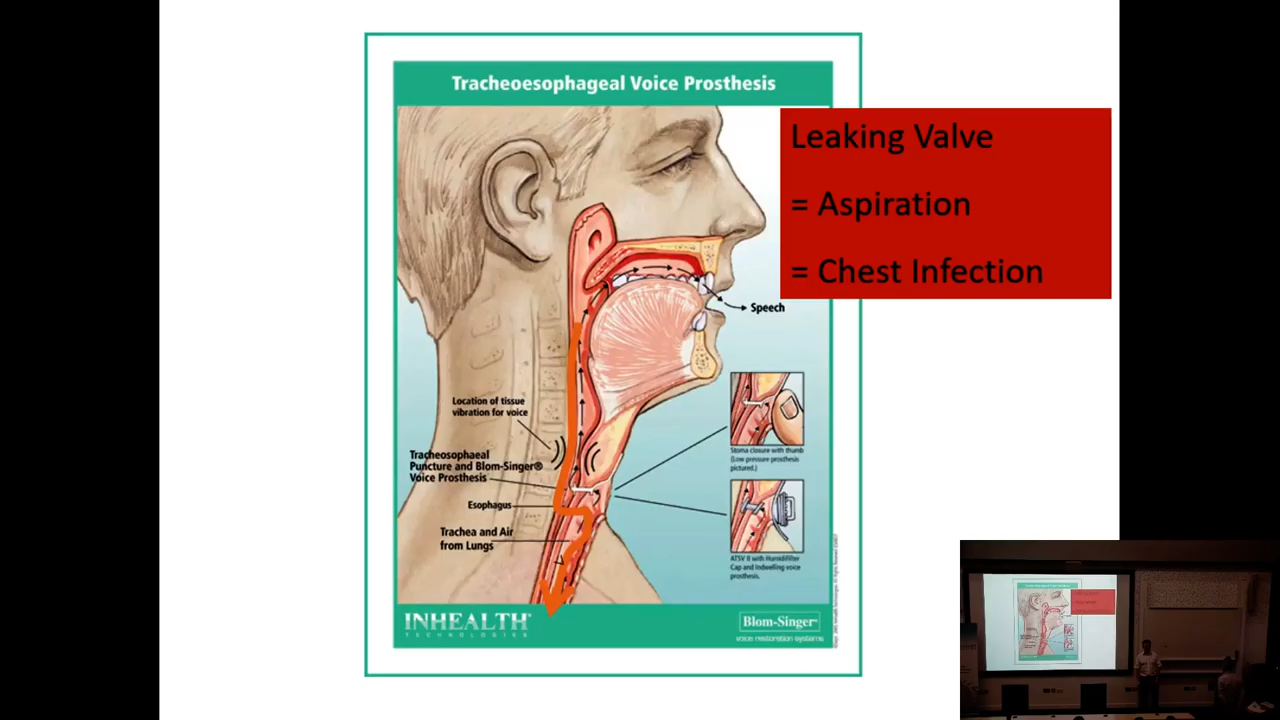 Tracheoesophageal Voice Prosthesis
Leaking Valve
= Aspiration
= Chest Infection
Speech
Location of tissue
vibration for voice
Tracheosophaeal
Puncture and Blom-Singer®
Voice Prosthesis
Esophagus
Trachea and Air
from Lungs
Stoma closure with thumb
(Low pressure prosthesis
pictured.)
ATSV II with Humidifilter
Cap and Indwelling voice
prosthesis.
INHEALTH®
TECHNOLOGIES
Blom-Singer®
voice restoration systems